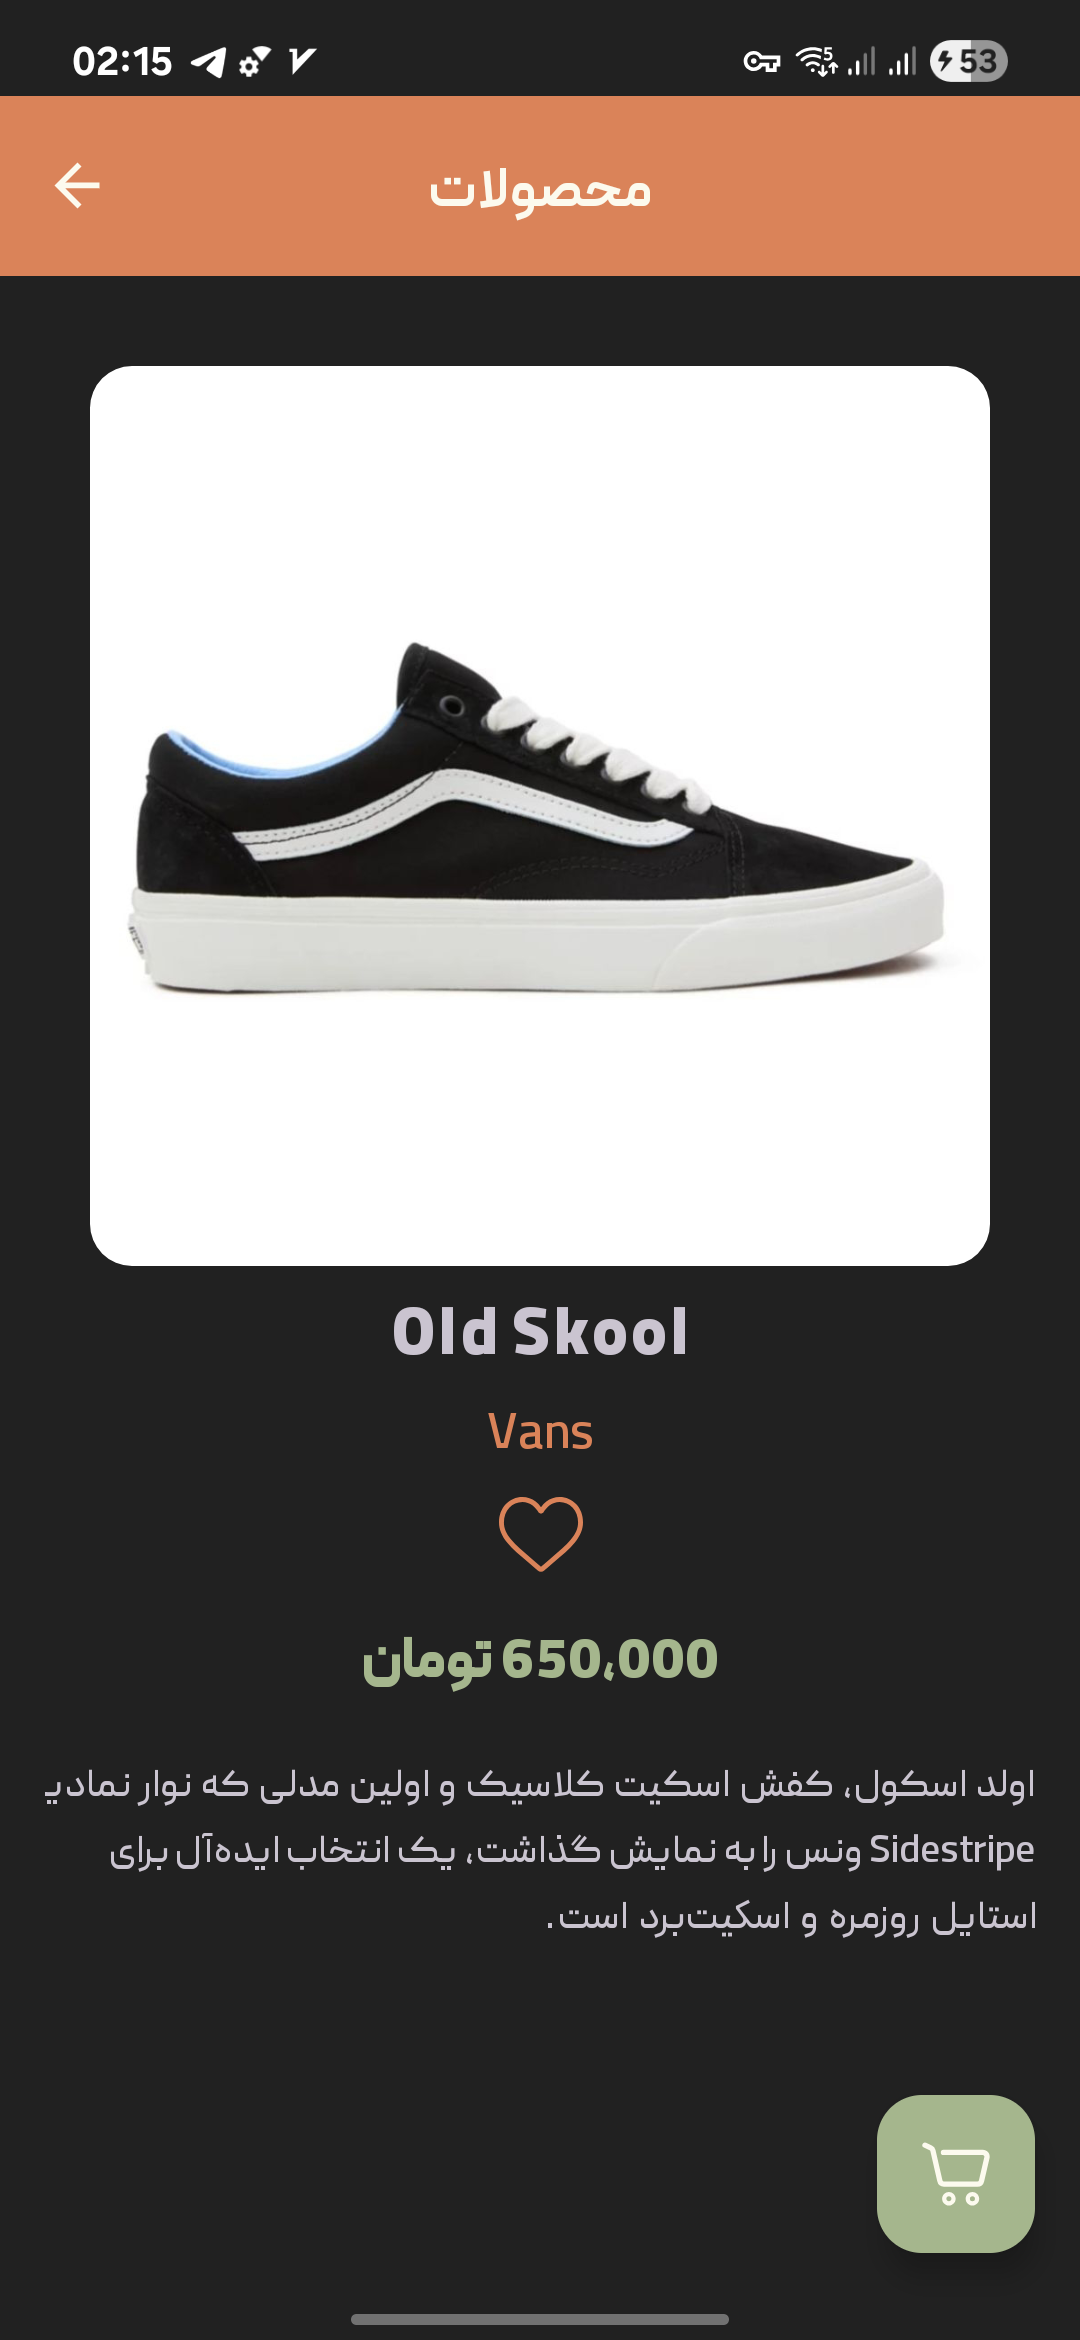 02:15
53
محصولات
Old Skool
Vans
650,000 تومان
اولد اسکول، کفش اسکیت کلاسیک و اولین مدلی که نوار نمادیـ
Sidestripe ونس را به نمایش گذاشت، یک انتخاب ایده‌آل برای
استایل روزمره و اسکیت‌برد است.